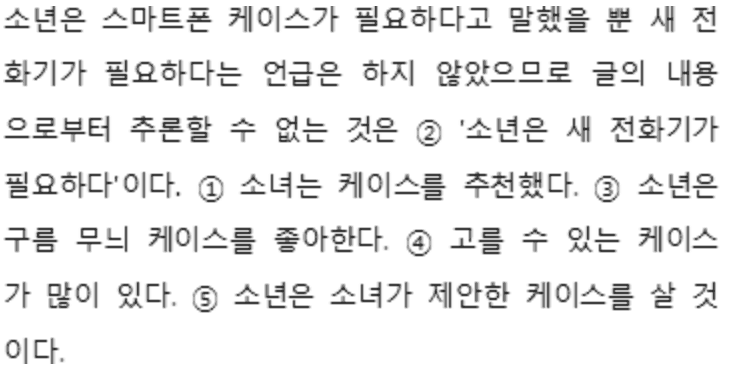 소년은 스마트폰 케이스가 필요하다고 말했을 뿐 새 전
화기가 필요하다는 언급은 하지 않았으므로 글의 내용
으로부터 추론할 수 없는 것은 ② '소년은 새 전화기가
필요하다'이다. ① 소녀는 케이스를 추천했다. ③ 소년은
구름 무늬 케이스를 좋아한다. ④ 고를 수 있는 케이스
가 많이 있다. ⑤ 소년은 소녀가 제안한 케이스를 살 것
이다.